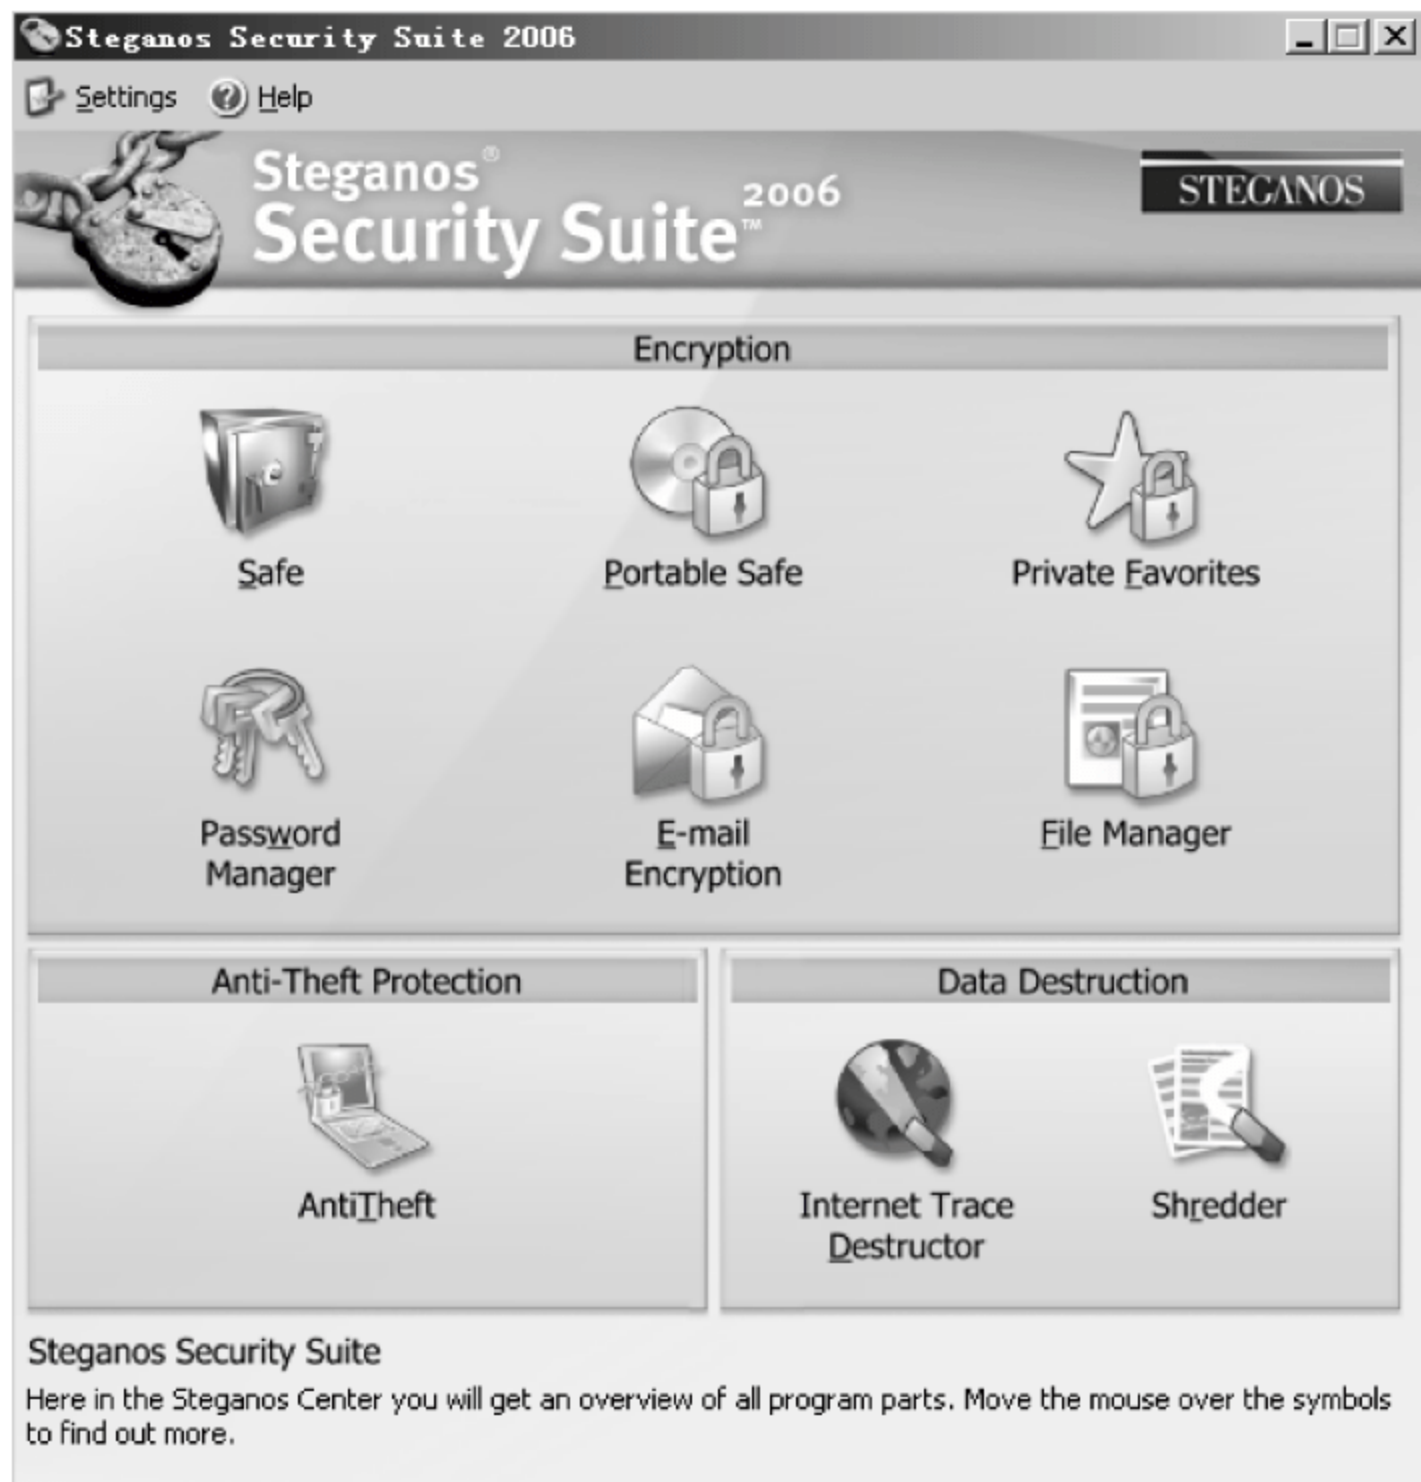 Steganos Security Suite 2006
Settings Help
Steganos®
Security Suite™ 2006
STEGANOS
Encryption
Safe Portable Safe Private Favorites
Password Manager E-mail Encryption File Manager
Anti-Theft Protection Data Destruction
AntiTheft Internet Trace Destructor Shredder
Steganos Security Suite
Here in the Steganos Center you will get an overview of all program parts. Move the mouse over the symbols
to find out more.